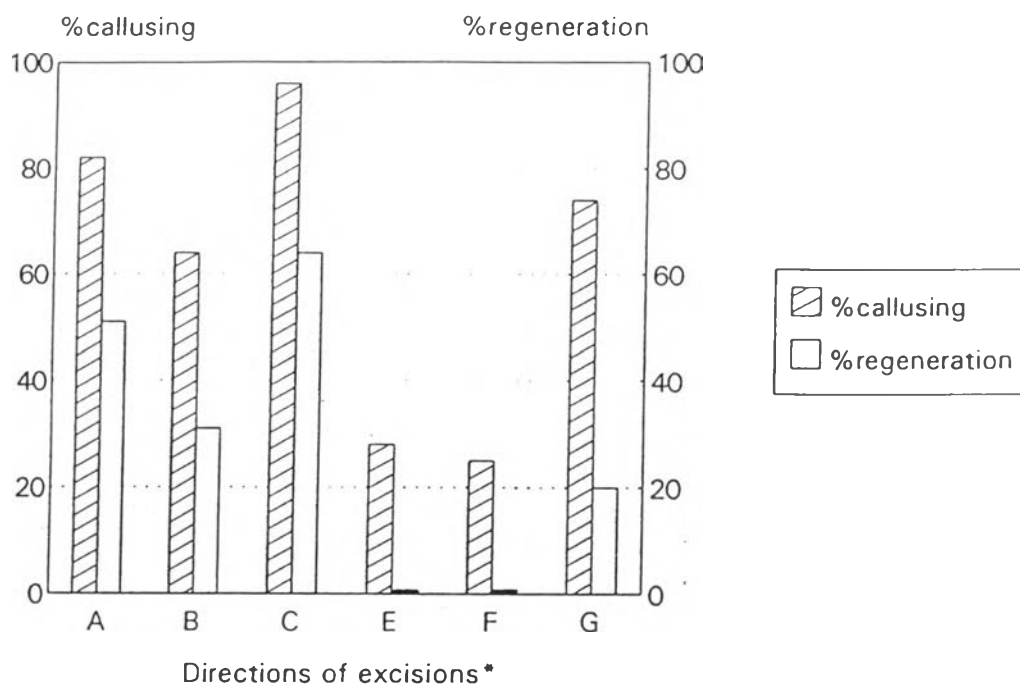 %callusing %regeneration
100 100
80 80
60 60
40 40
20 20
0 0
A B C E F G
Directions of excisions*
%callusing
%regeneration